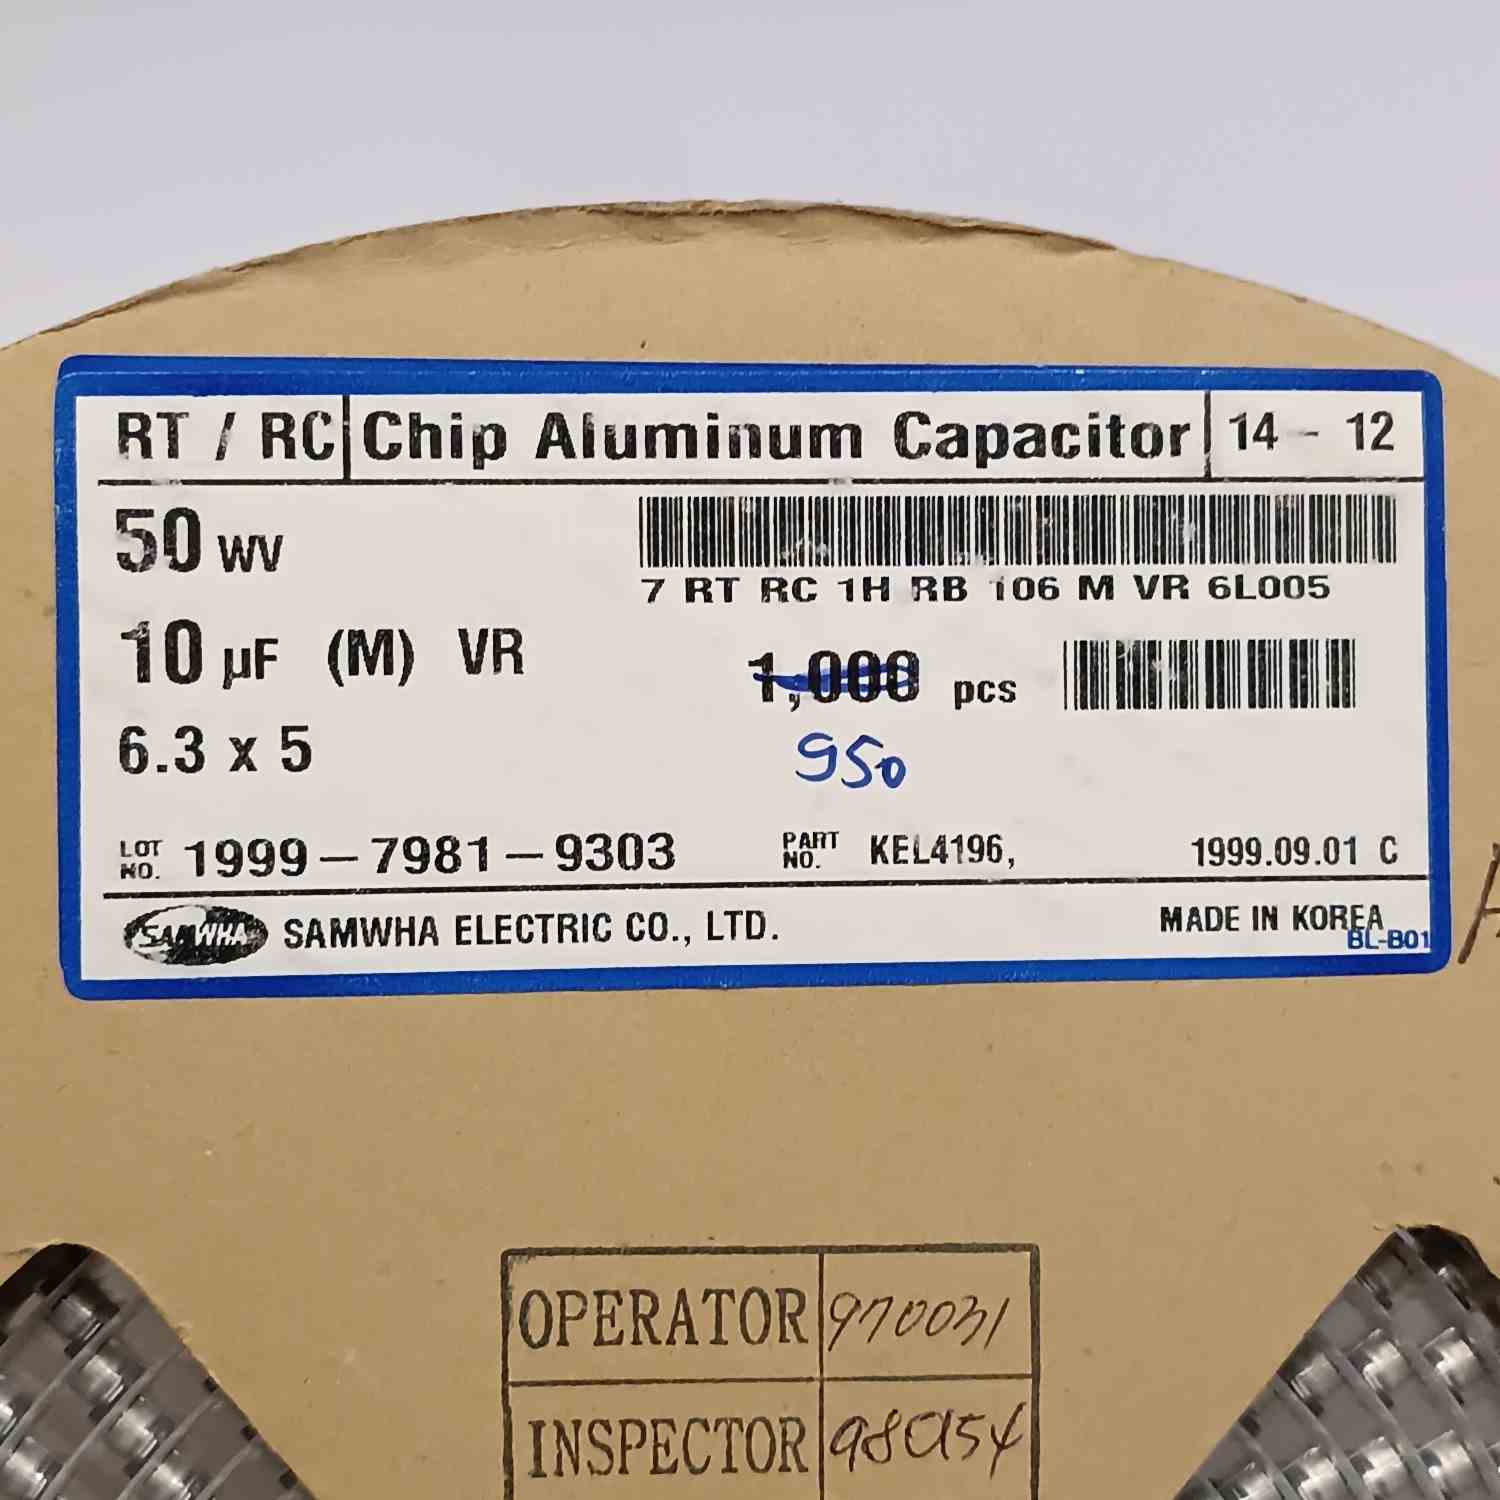 RT / RC Chip Aluminum Capacitor 14 - 12
50 WV
7 RT RC 1H RB 106 M VR 6L005
10 µF (M) VR
1,000 pcs
6.3 x 5
950
LOT NO. 1999-7981-9303 PART NO. KEL4196, 1999.09.01 C
SAMWHA SAMWHA ELECTRIC CO., LTD. MADE IN KOREA
BL-B01
OPERATOR 970031
INSPECTOR